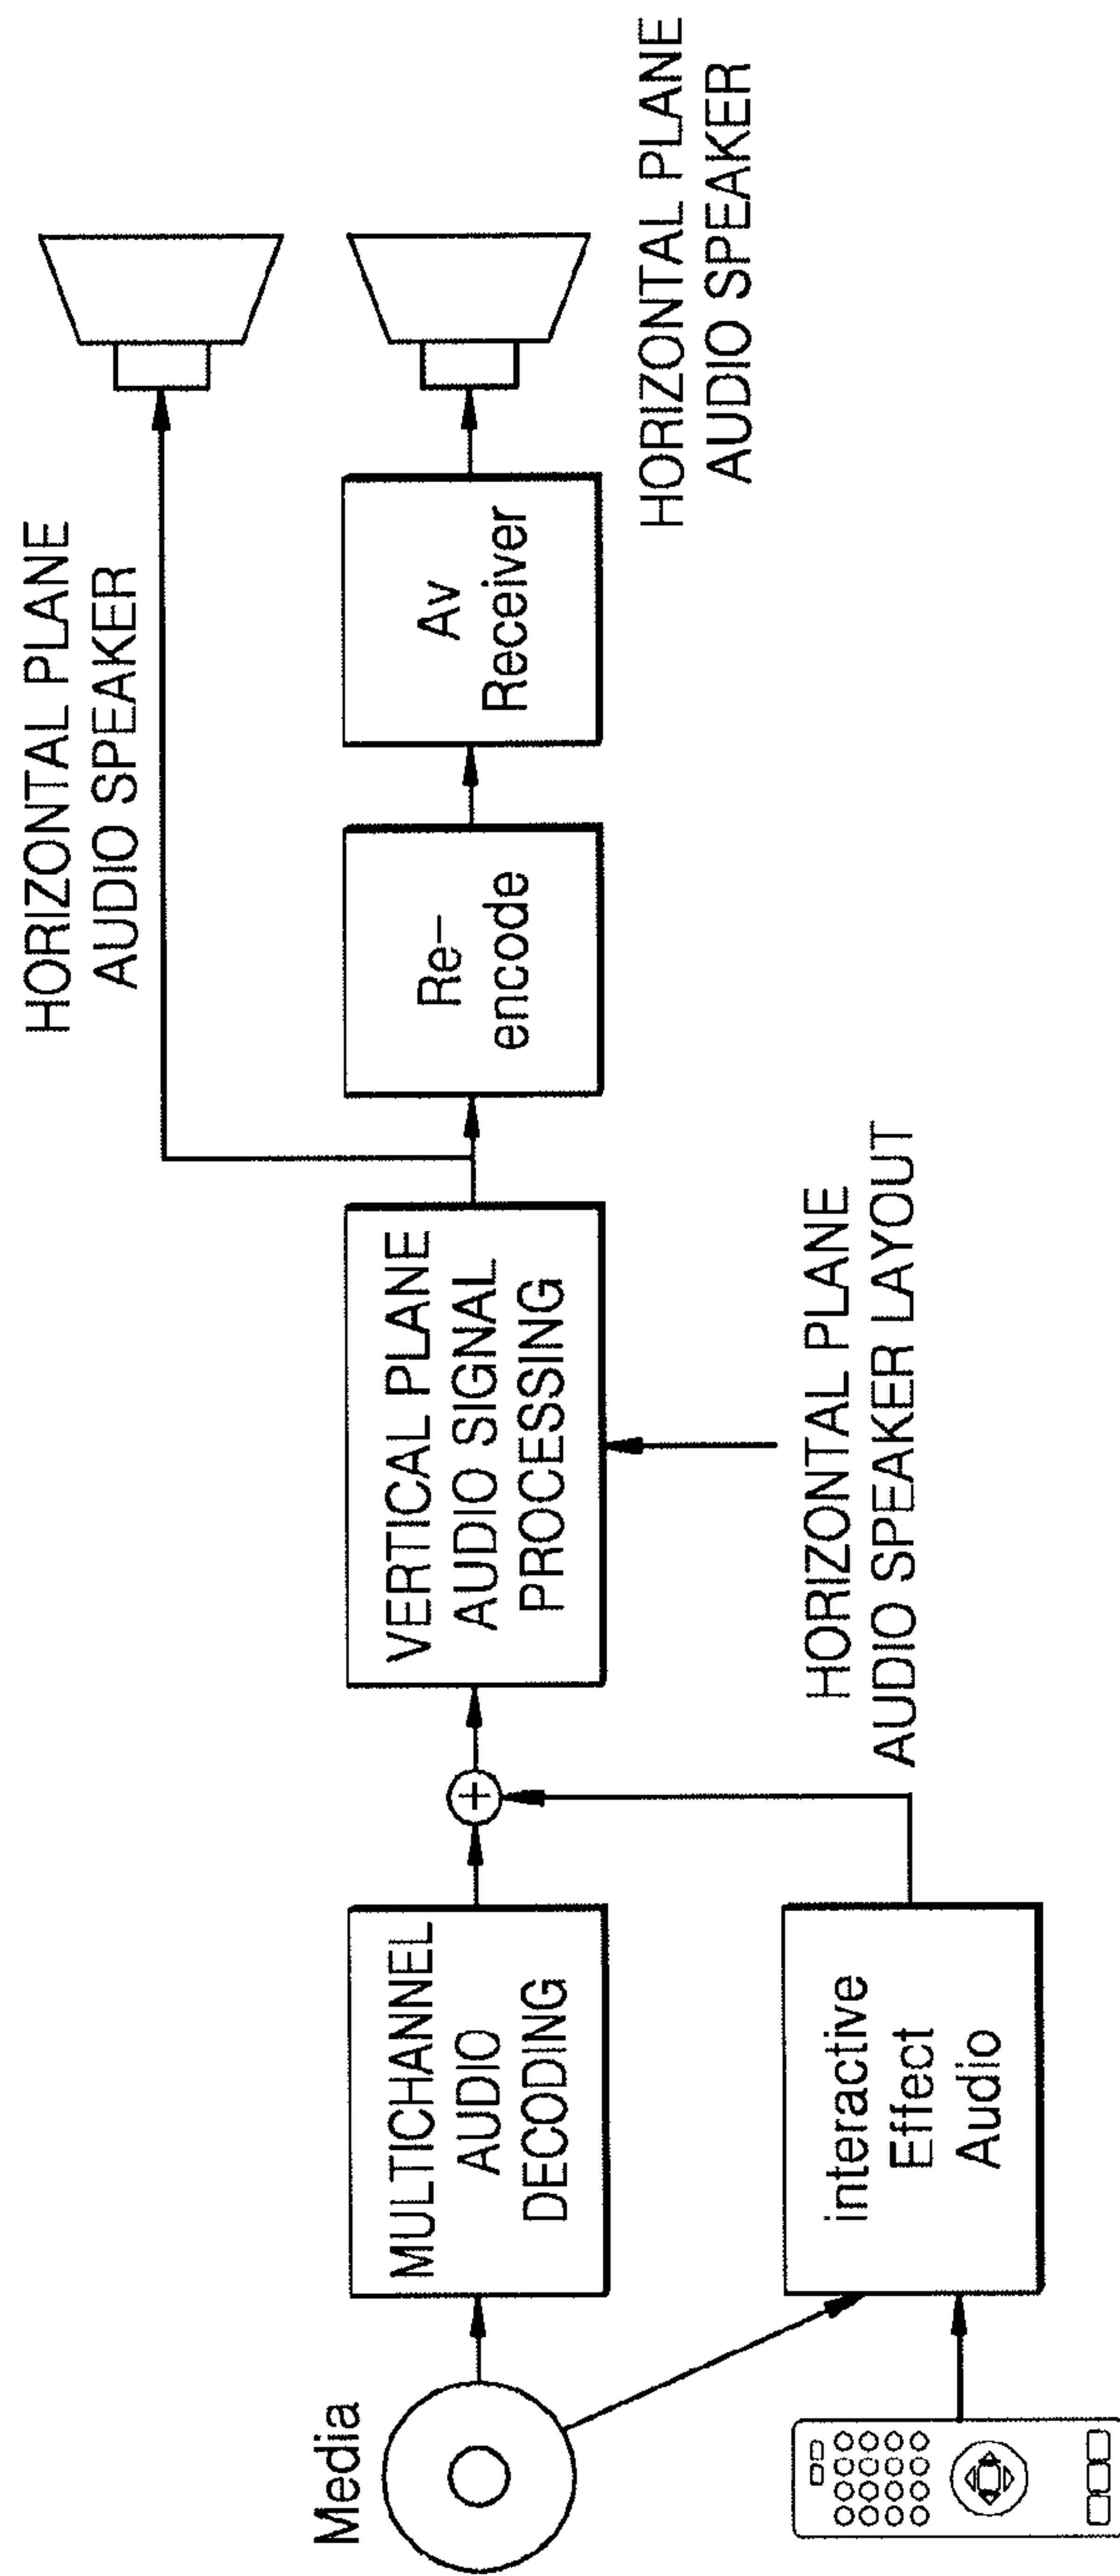 HORIZONTAL PLANE
AUDIO SPEAKER
Media
MULTICHANNEL
AUDIO
DECODING
+
VERTICAL PLANE
AUDIO SIGNAL
PROCESSING
Re-
encode
Av
Receiver
HORIZONTAL PLANE
AUDIO SPEAKER
interactive
Effect
Audio
HORIZONTAL PLANE
AUDIO SPEAKER LAYOUT